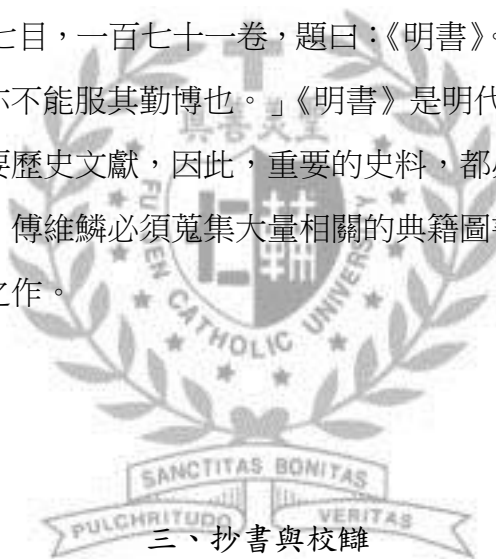 七目，一百七十一卷，題曰：《明書》。
亦不能服其勤博也。」《明書》是明代
要歷史文獻，因此，重要的史料，都
傅維鱗必須蒐集大量相關的典籍圖
之作。
FU JEN CATHOLIC UNIVERSITY
SANCTITAS BONITAS
PULCHRITUDO VERITAS
三、抄書與校讎